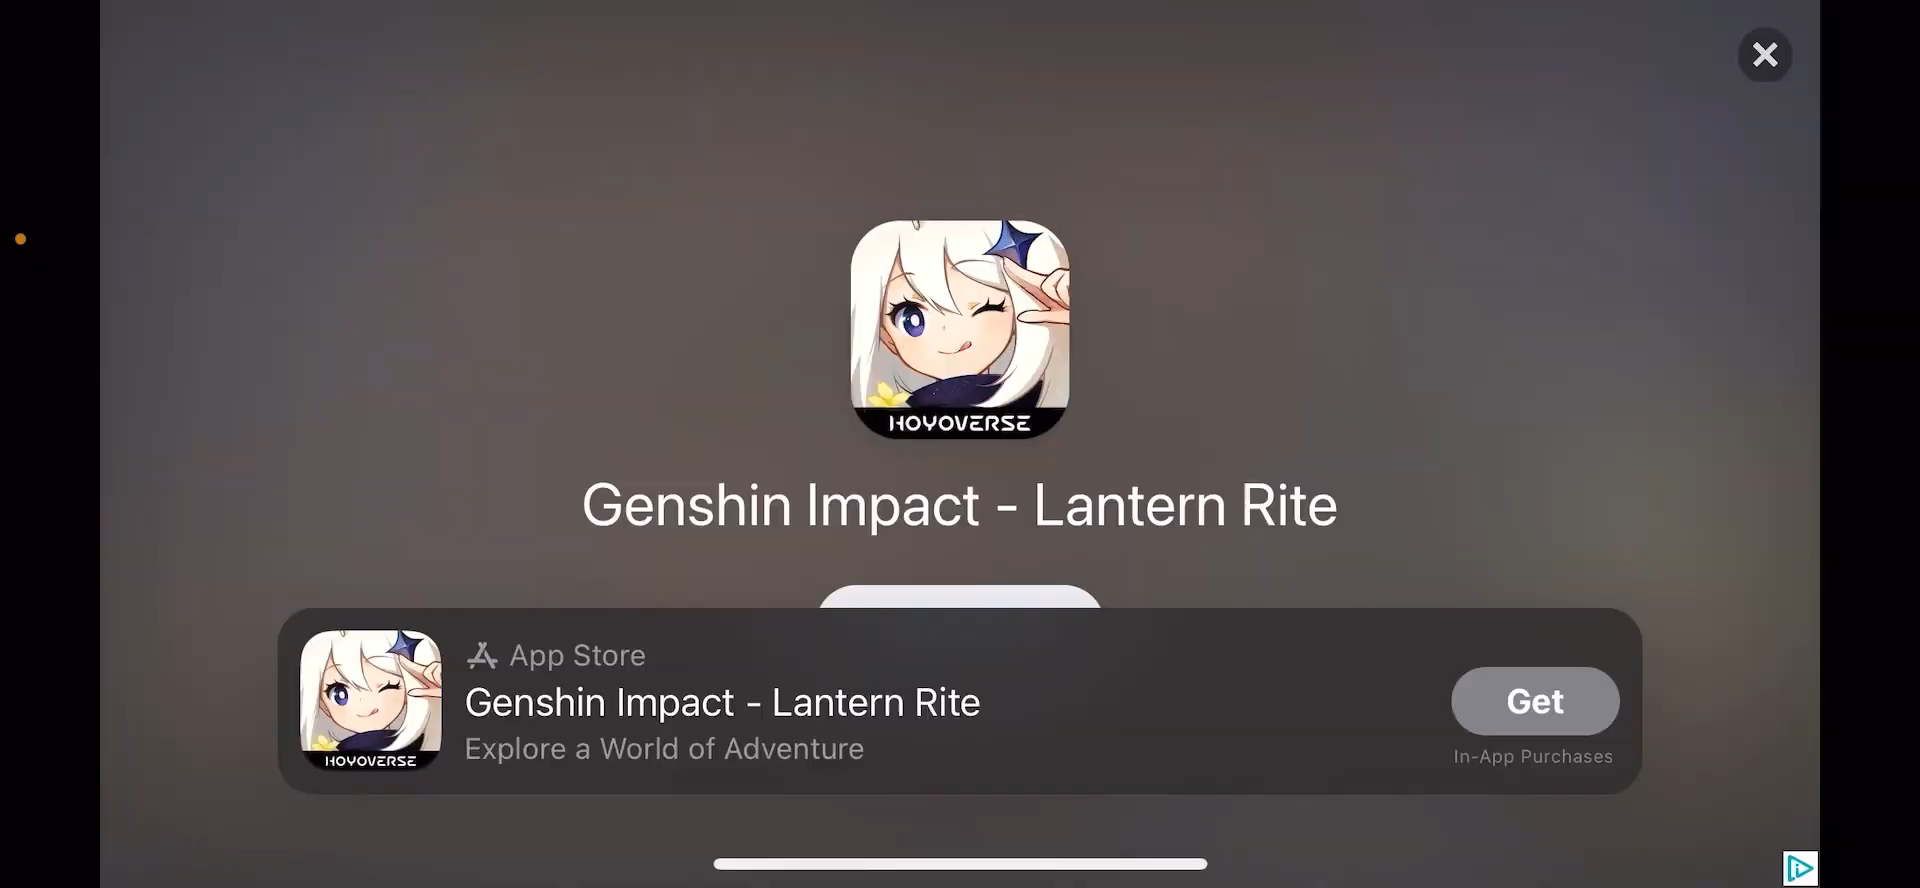 HOYOVERSE
Genshin Impact - Lantern Rite
App Store
Genshin Impact - Lantern Rite
Explore a World of Adventure
HOYOVERSE
Get
In-App Purchases